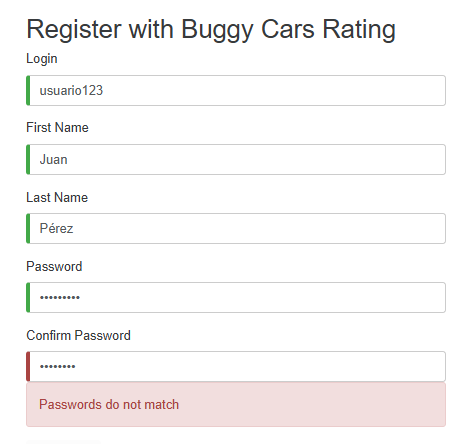 Register with Buggy Cars Rating
Login
usuario123
First Name
Juan
Last Name
Pérez
Password
•••••••••
Confirm Password
••••••••
Passwords do not match